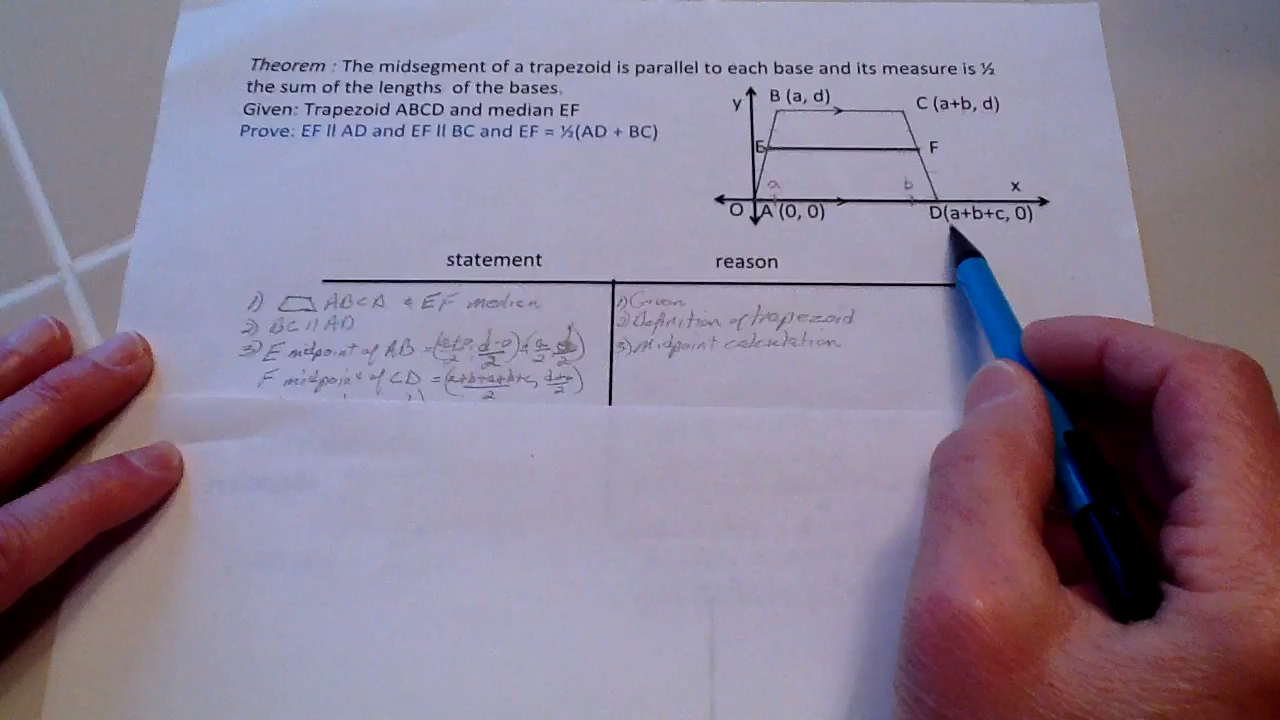 Theorem : The midsegment of a trapezoid is parallel to each base and its measure is ½
the sum of the lengths of the bases.
Given: Trapezoid ABCD and median EF
Prove: EF ll AD and EF ll BC and EF = ½(AD + BC)
y B (a, d) C (a+b, d)
E F
a b x
O A (0, 0) D(a+b+c, 0)
statement reason
1) ABCD & EF median 1) Given
2) BC ll AD 2) Definition of trapezoid
3) E midpoint of AB = 3) Midpoint calculation
F midpoint of CD = (a+b+a+b+c, d+0)
2 2